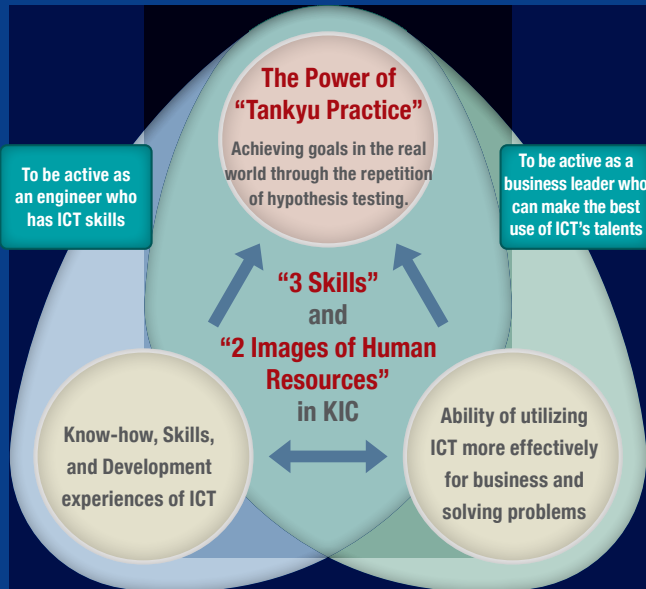 The Power of
“Tankyu Practice”
Achieving goals in the real
world through the repetition
of hypothesis testing.
To be active as
an engineer who
has ICT skills
To be active as a
business leader who
can make the best
use of ICT’s talents
“3 Skills”
and
“2 Images of Human
Resources”
in KIC
Know-how, Skills,
and Development
experiences of ICT
Ability of utilizing
ICT more effectively
for business and
solving problems